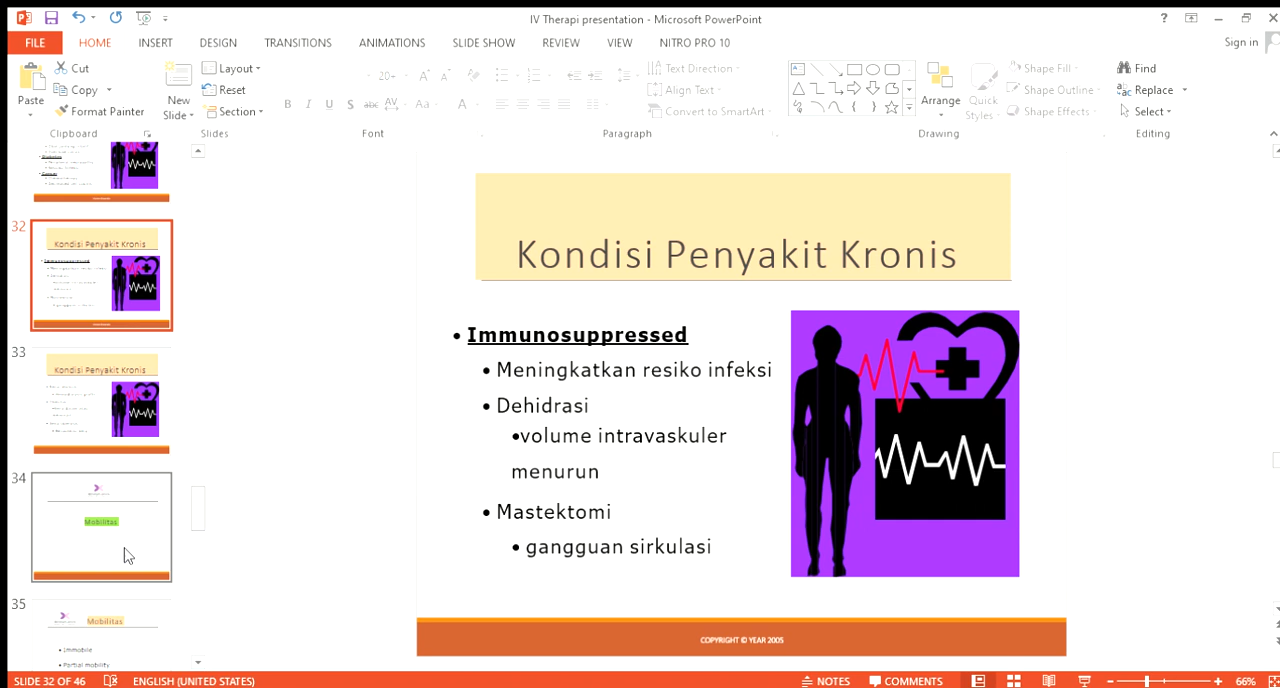 IV Therapi presentation - Microsoft PowerPoint
FILE HOME INSERT DESIGN TRANSITIONS ANIMATIONS SLIDE SHOW REVIEW VIEW NITRO PRO 10 Sign in
Paste
Cut
Copy
Format Painter
Clipboard
New
Slide
Layout
Reset
Section
Slides
20+
B I U S abc AV Aa A
Font
Text Direction
Align Text
Convert to SmartArt
Paragraph
Arrange
Quick
Styles
Shape Fill
Shape Outline
Shape Effects
Drawing
Find
Replace
Select
Editing
32
Kondisi Penyakit Kronis
33
Kondisi Penyakit Kronis
34
Mobilitas
35
Mobilitas
• Immobile
• Partial mobility
Kondisi Penyakit Kronis
• Immunosuppressed
• Meningkatkan resiko infeksi
• Dehidrasi
•volume intravaskuler
menurun
• Mastektomi
• gangguan sirkulasi
COPYRIGHT © YEAR 2005
SLIDE 32 OF 46 ENGLISH (UNITED STATES) NOTES COMMENTS 66%